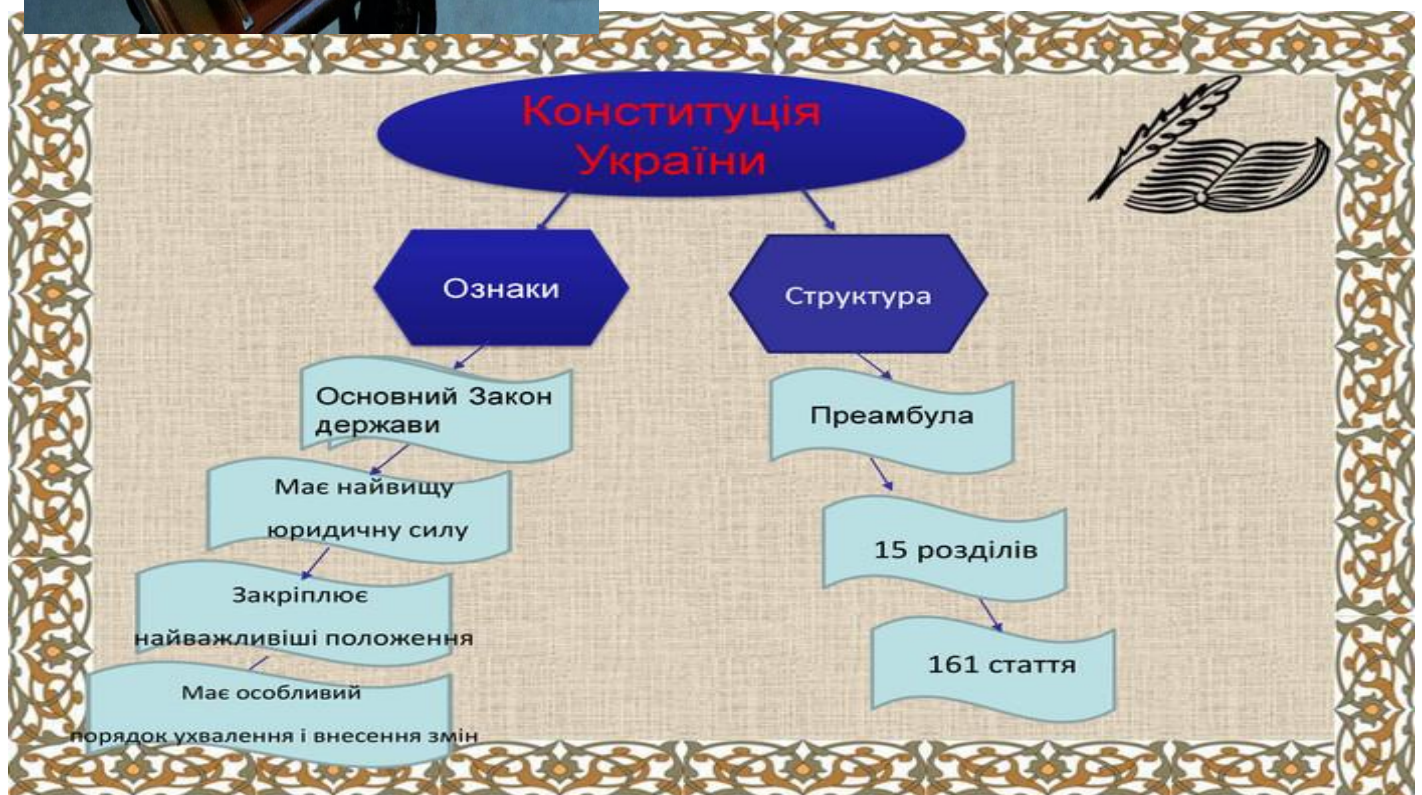 Конституція
України
Ознаки
Структура
Основний Закон
держави
Має найвищу
юридичну силу
Закріплює
найважливіші положення
Має особливий
порядок ухвалення і внесення змін
Преамбула
15 розділів
161 стаття